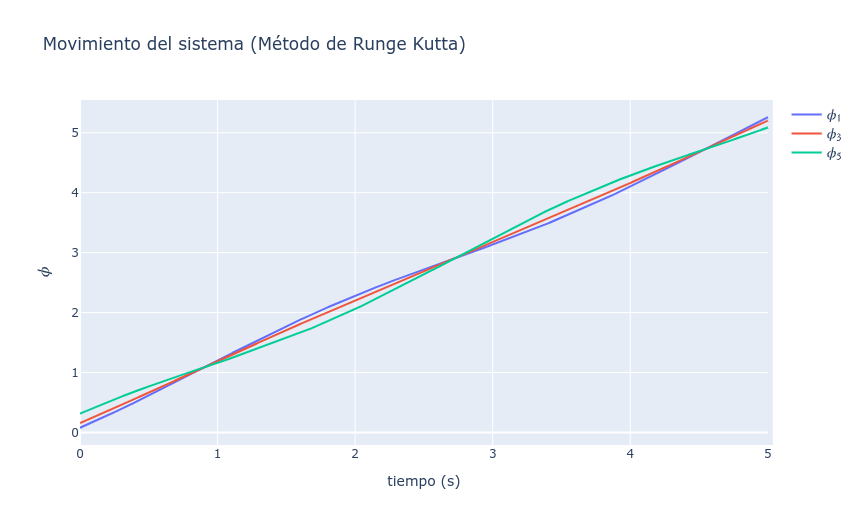 Movimiento del sistema (Método de Runge Kutta)
ϕ₁
ϕ₃
ϕ₅
5
4
3
2
1
0
ϕ
0 1 2 3 4 5
tiempo (s)